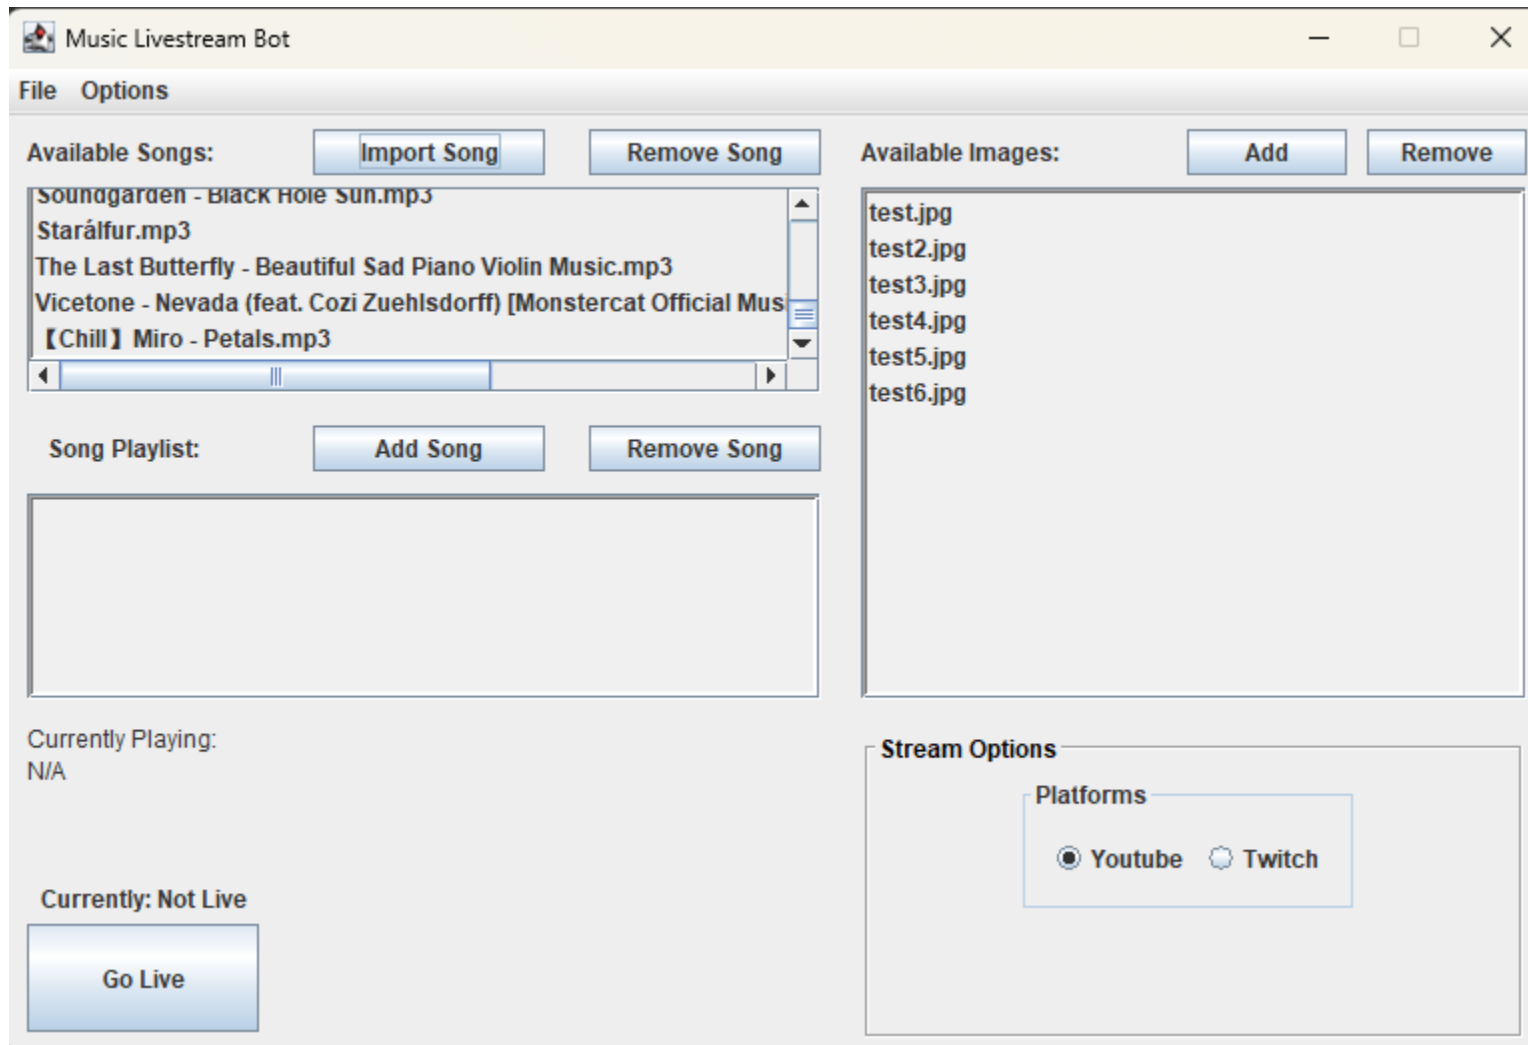 Music Livestream Bot
File Options
Available Songs: Import Song Remove Song
Soundgarden - Black Hole Sun.mp3
Starálfur.mp3
The Last Butterfly - Beautiful Sad Piano Violin Music.mp3
Vicetone - Nevada (feat. Cozi Zuehlsdorff) [Monstercat Official Mus
【Chill】Miro - Petals.mp3
Song Playlist: Add Song Remove Song
Currently Playing:
N/A
Currently: Not Live
Go Live
Available Images: Add Remove
test.jpg
test2.jpg
test3.jpg
test4.jpg
test5.jpg
test6.jpg
Stream Options
Platforms
Youtube Twitch